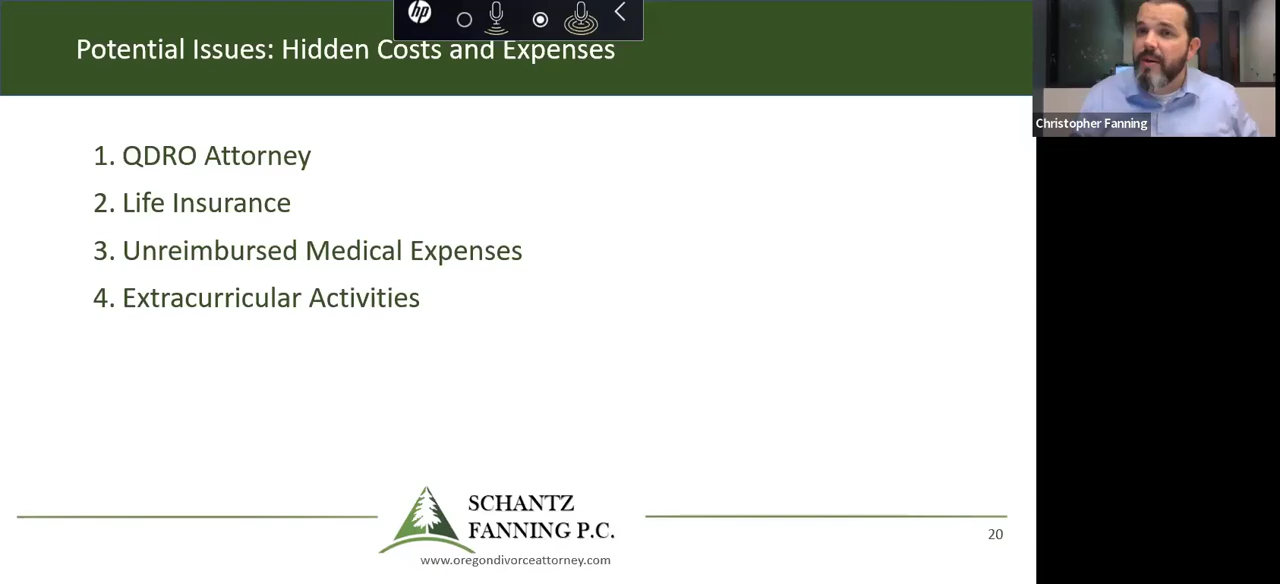 hp
Potential Issues: Hidden Costs and Expenses
Christopher Fanning
1. QDRO Attorney
2. Life Insurance
3. Unreimbursed Medical Expenses
4. Extracurricular Activities
SCHANTZ
FANNING P.C.
www.oregondivorceattorney.com
20